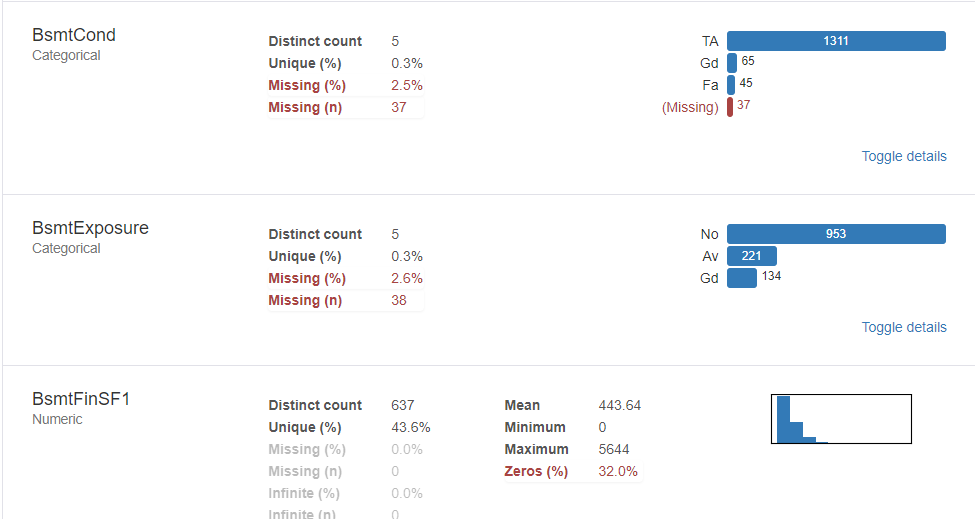 BsmtCond
Categorical
Distinct count 5
Unique (%) 0.3%
Missing (%) 2.5%
Missing (n) 37
TA 1311
Gd 65
Fa 45
(Missing) 37
Toggle details
BsmtExposure
Categorical
Distinct count 5
Unique (%) 0.3%
Missing (%) 2.6%
Missing (n) 38
No 953
Av 221
Gd 134
Toggle details
BsmtFinSF1
Numeric
Distinct count 637
Unique (%) 43.6%
Missing (%) 0.0%
Missing (n) 0
Infinite (%) 0.0%
Infinite (n) 0
Mean 443.64
Minimum 0
Maximum 5644
Zeros (%) 32.0%